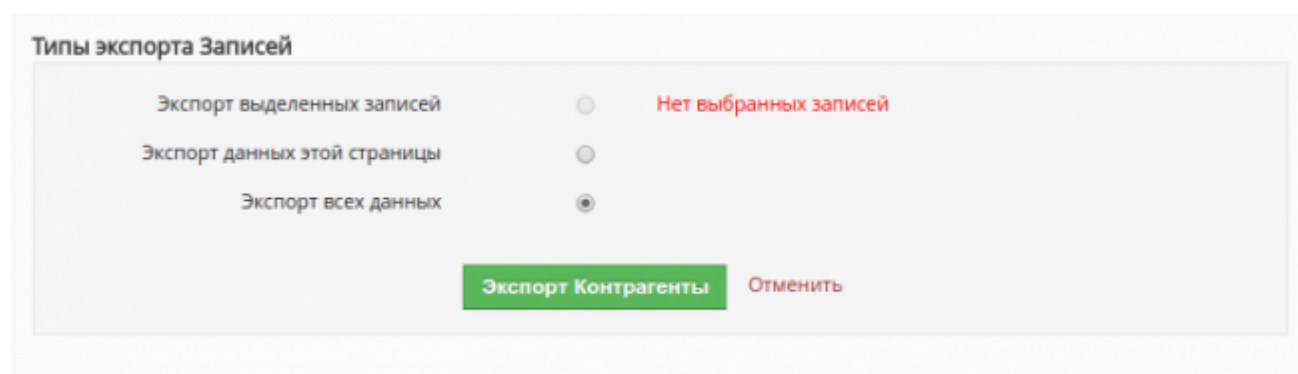 Типы экспорта Записей
Экспорт выделенных записей Нет выбранных записей
Экспорт данных этой страницы
Экспорт всех данных
Экспорт Контрагенты Отменить